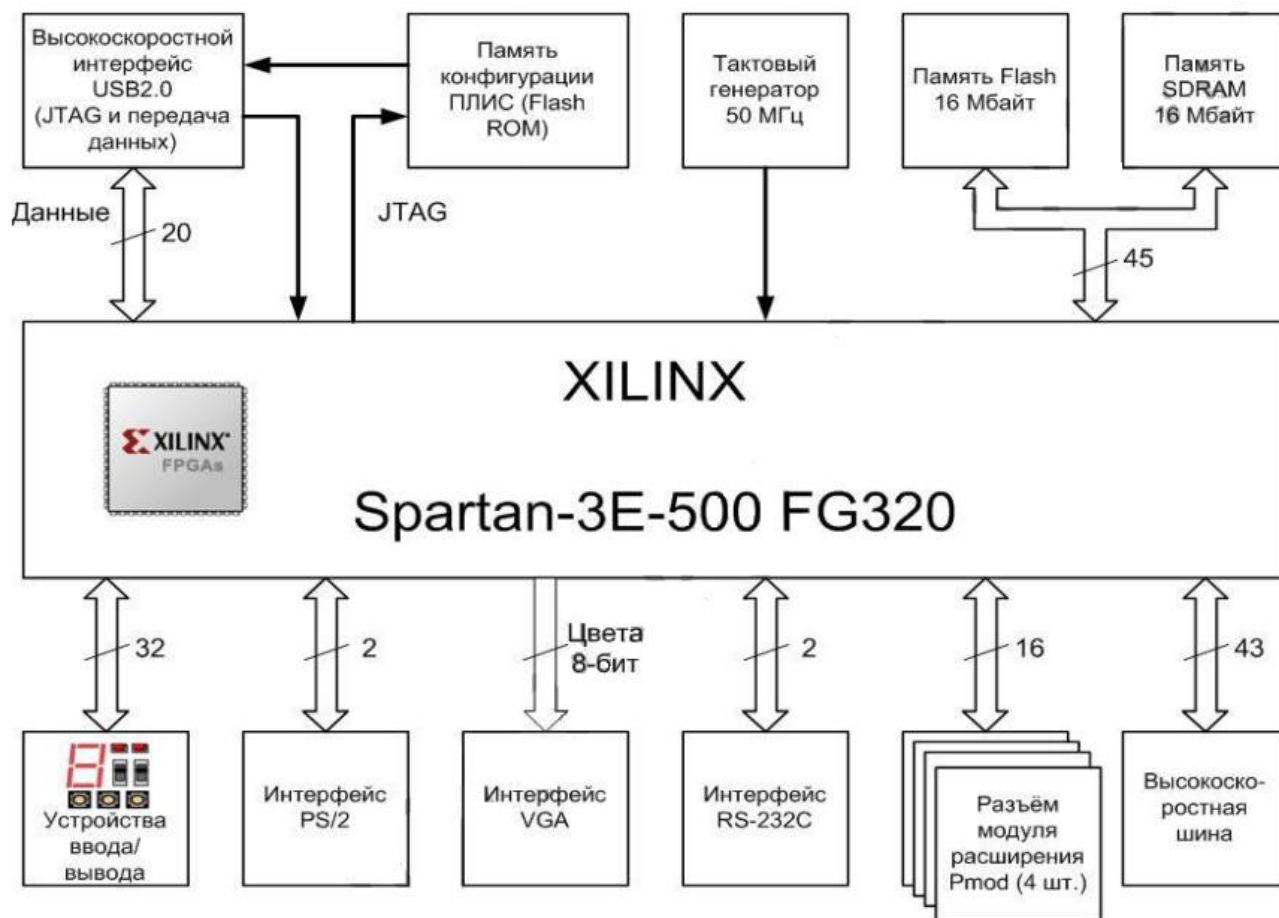 Высокоскоростной
интерфейс
USB2.0
(JTAG и передача
данных)
Память
конфигурации
ПЛИС (Flash
ROM)
Тактовый
генератор
50 МГц
Память Flash
16 Мбайт
Память
SDRAM
16 Мбайт
Данные
20
JTAG
45
XILINX
XILINX
FPGAs
Spartan-3E-500 FG320
32
2
Цвета
8-бит
2
16
43
Устройства
ввода/
вывода
Интерфейс
PS/2
Интерфейс
VGA
Интерфейс
RS-232C
Разъём
модуля
расширения
Pmod (4 шт.)
Высокоско-
ростная
шина